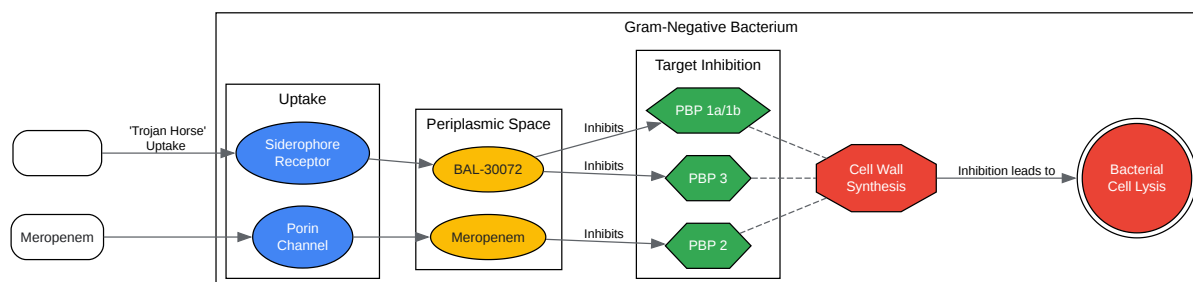 Gram-Negative Bacterium
Target Inhibition
Uptake
Periplasmic Space
'Trojan Horse'
Uptake
Siderophore
Receptor
BAL-30072
Inhibits
Inhibits
PBP 1a/1b
PBP 3
Cell Wall
Synthesis
Inhibition leads to
Bacterial
Cell Lysis
Meropenem
Porin
Channel
Meropenem
Inhibits
PBP 2